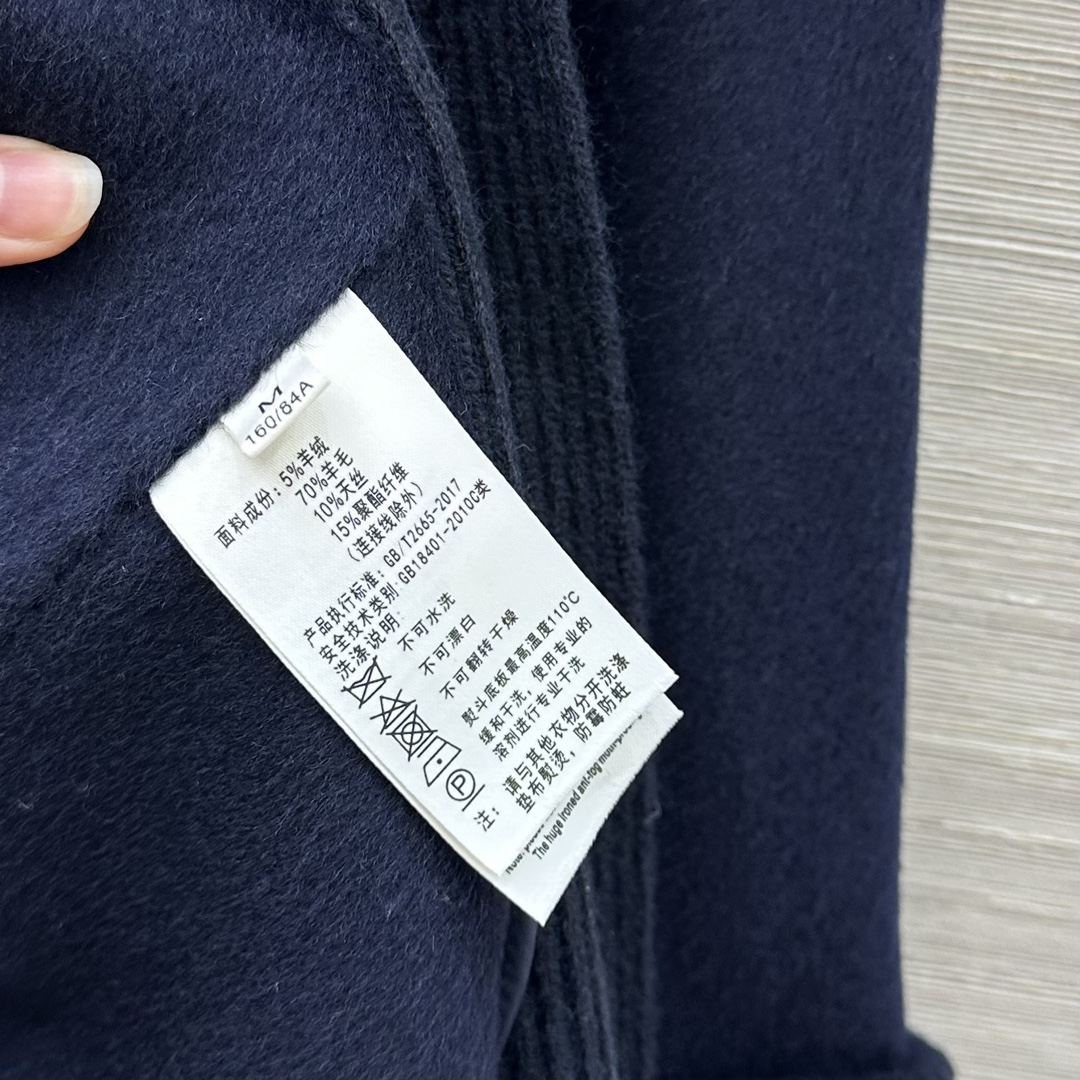 M
160/84A
面料成份：5%羊绒
70%羊毛
10%天丝
15%聚酯纤维
（连接线除外）
产品执行标准：GB/T2665-2017
安全技术类别：GB18401-2010C类
洗涤说明：
不可水洗
不可漂白
不可翻转干燥
熨斗底板最高温度110℃
缓和干洗，使用专业的
溶剂进行专业干洗
P
注：请与其他衣物分开洗涤
垫布熨烫，防霉防蛀
The huge ironed ant-fog